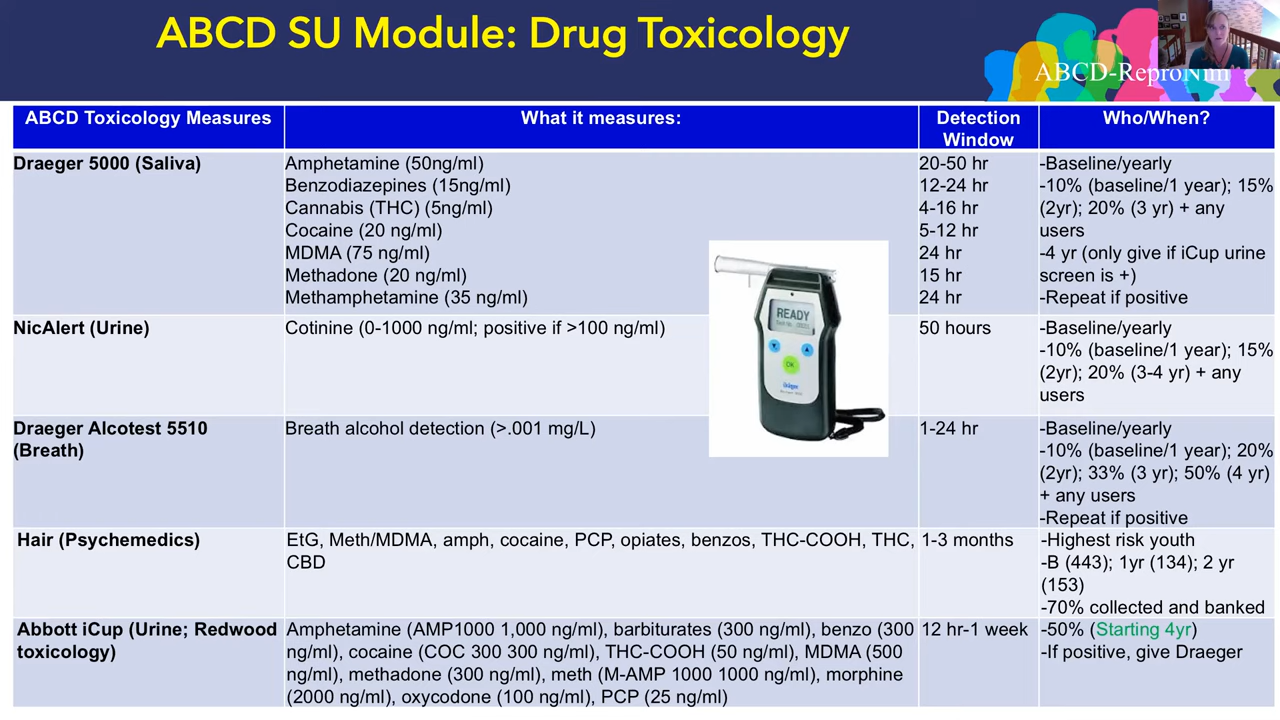 ABCD SU Module: Drug Toxicology
ABCD-ReproNim
ABCD Toxicology Measures
What it measures:
Detection
Window
Who/When?
Draeger 5000 (Saliva)
Amphetamine (50ng/ml)
Benzodiazepines (15ng/ml)
Cannabis (THC) (5ng/ml)
Cocaine (20 ng/ml)
MDMA (75 ng/ml)
Methadone (20 ng/ml)
Methamphetamine (35 ng/ml)
20-50 hr
12-24 hr
4-16 hr
5-12 hr
24 hr
15 hr
24 hr
-Baseline/yearly
-10% (baseline/1 year); 15%
(2yr); 20% (3 yr) + any
users
-4 yr (only give if iCup urine
screen is +)
-Repeat if positive
READY
OK
NicAlert (Urine)
Cotinine (0-1000 ng/ml; positive if >100 ng/ml)
50 hours
-Baseline/yearly
-10% (baseline/1 year); 15%
(2yr); 20% (3-4 yr) + any
users
Draeger Alcotest 5510
(Breath)
Breath alcohol detection (>.001 mg/L)
1-24 hr
-Baseline/yearly
-10% (baseline/1 year); 20%
(2yr); 33% (3 yr); 50% (4 yr)
+ any users
-Repeat if positive
Hair (Psychemedics)
EtG, Meth/MDMA, amph, cocaine, PCP, opiates, benzos, THC-COOH, THC,
CBD
1-3 months
-Highest risk youth
-B (443); 1yr (134); 2 yr
(153)
-70% collected and banked
Abbott iCup (Urine; Redwood
toxicology)
Amphetamine (AMP1000 1,000 ng/ml), barbiturates (300 ng/ml), benzo (300
ng/ml), cocaine (COC 300 300 ng/ml), THC-COOH (50 ng/ml), MDMA (500
ng/ml), methadone (300 ng/ml), meth (M-AMP 1000 1000 ng/ml), morphine
(2000 ng/ml), oxycodone (100 ng/ml), PCP (25 ng/ml)
12 hr-1 week
-50% (Starting 4yr)
-If positive, give Draeger